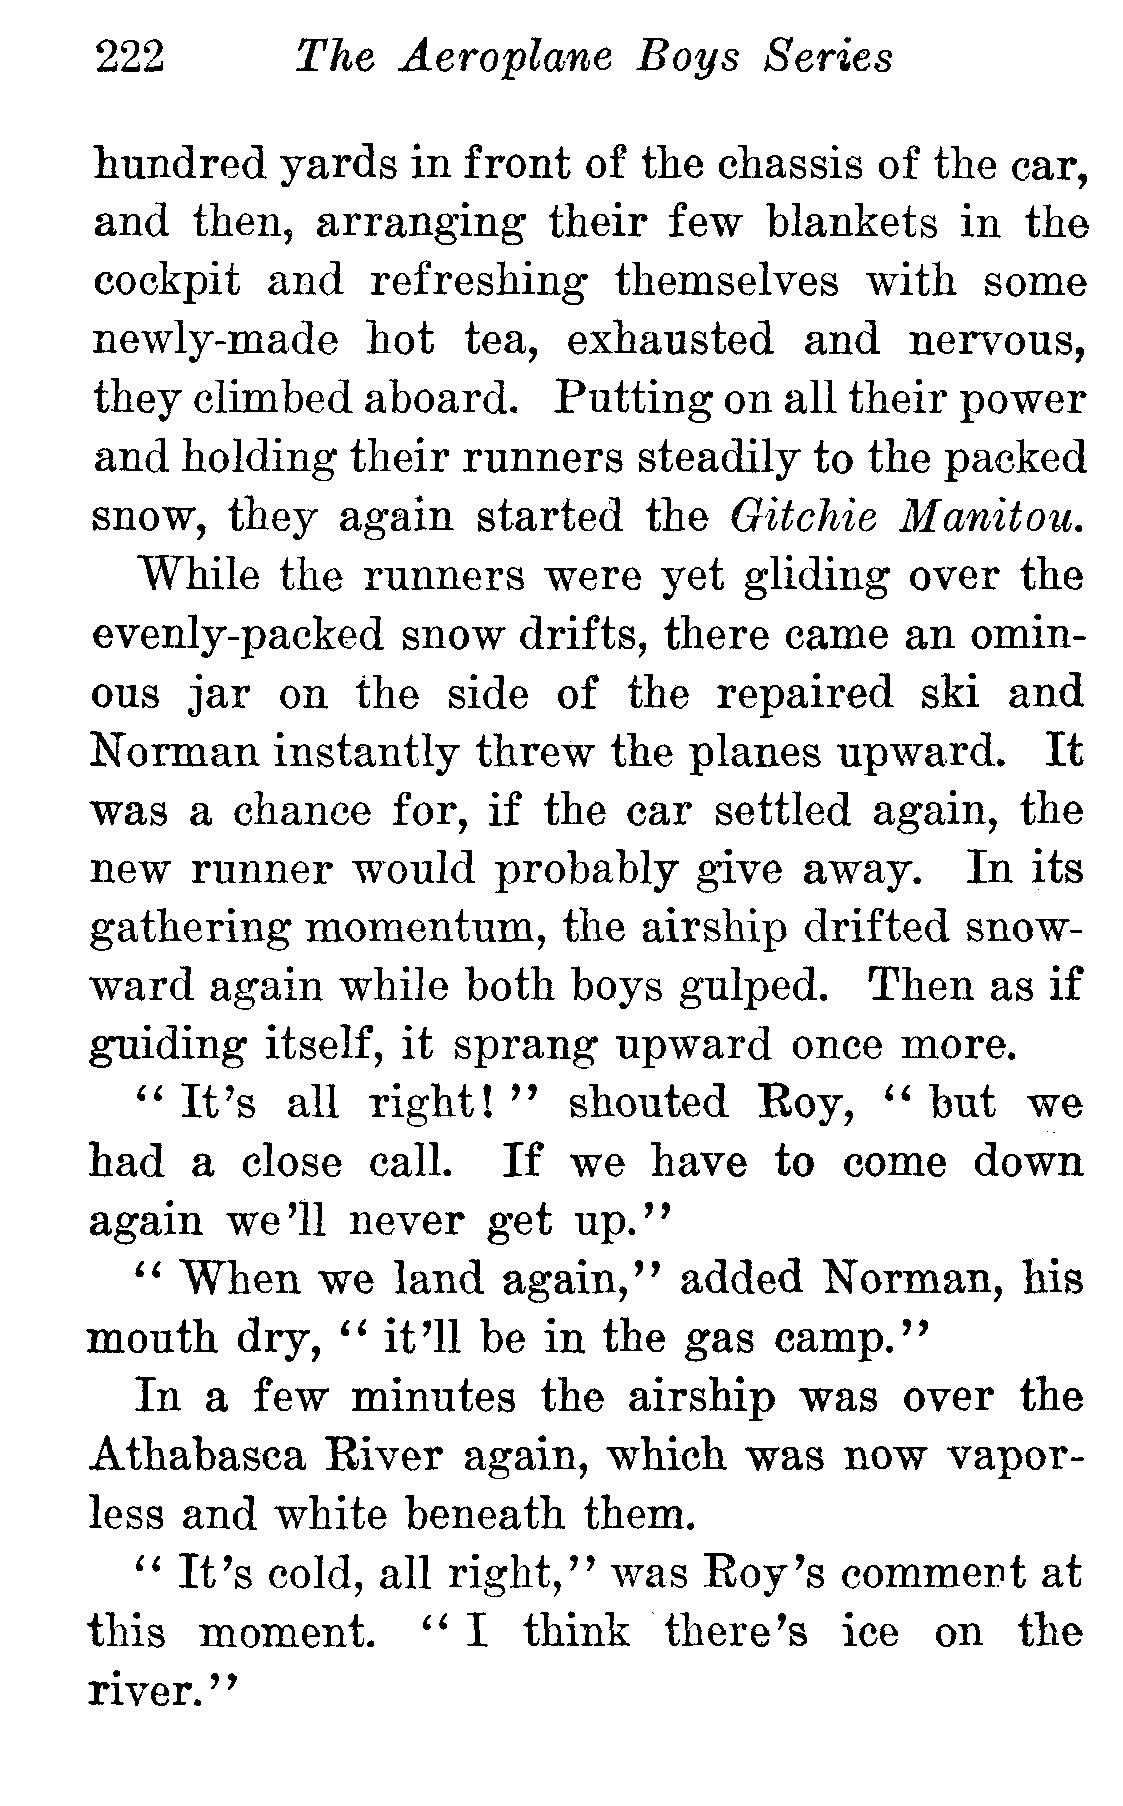 222 The Aeroplane Boys Series
hundred yards in front of the chassis of the car,
and then, arranging their few blankets in the
cockpit and refreshing themselves with some
newly-made hot tea, exhausted and nervous,
they climbed aboard. Putting on all their power
and holding their runners steadily to the packed
snow, they again started the Gitchie Manitou.
While the runners were yet gliding over the
evenly-packed snow drifts, there came an omin-
ous jar on the side of the repaired ski and
Norman instantly threw the planes upward. It
was a chance for, if the car settled again, the
new runner would probably give away. In its
gathering momentum, the airship drifted snow-
ward again while both boys gulped. Then as if
guiding itself, it sprang upward once more.
“ It’s all right! ” shouted Roy, “ but we
had a close call. If we have to come down
again we’ll never get up.”
“ When we land again,” added Norman, his
mouth dry, “ it’ll be in the gas camp.”
In a few minutes the airship was over the
Athabasca River again, which was now vapor-
less and white beneath them.
“ It’s cold, all right,” was Roy’s comment at
this moment. “ I think there’s ice on the
river.”